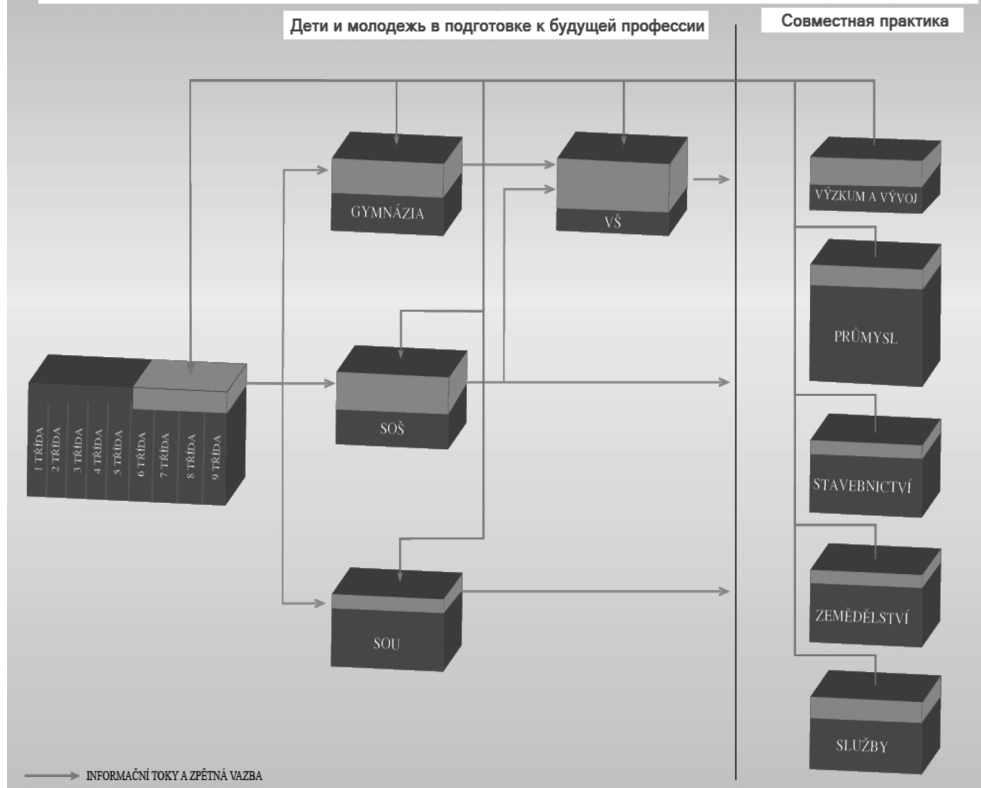 Дети и молодежь в подготовке к будущей профессии
Совместная практика
GYMNÁZIA
VŠ
VÝZKUM A VÝVOJ
PRŮMYSL
1 TŘÍDA
2 TŘÍDA
3 TŘÍDA
4 TŘÍDA
5 TŘÍDA
6 TŘÍDA
7 TŘÍDA
8 TŘÍDA
9 TŘÍDA
SOŠ
STAVEBNICTVÍ
SOU
ZEMĚDĚLSTVÍ
SLUŽBY
INFORMAČNÍ TOKY A ZPĚTNÁ VAZBA